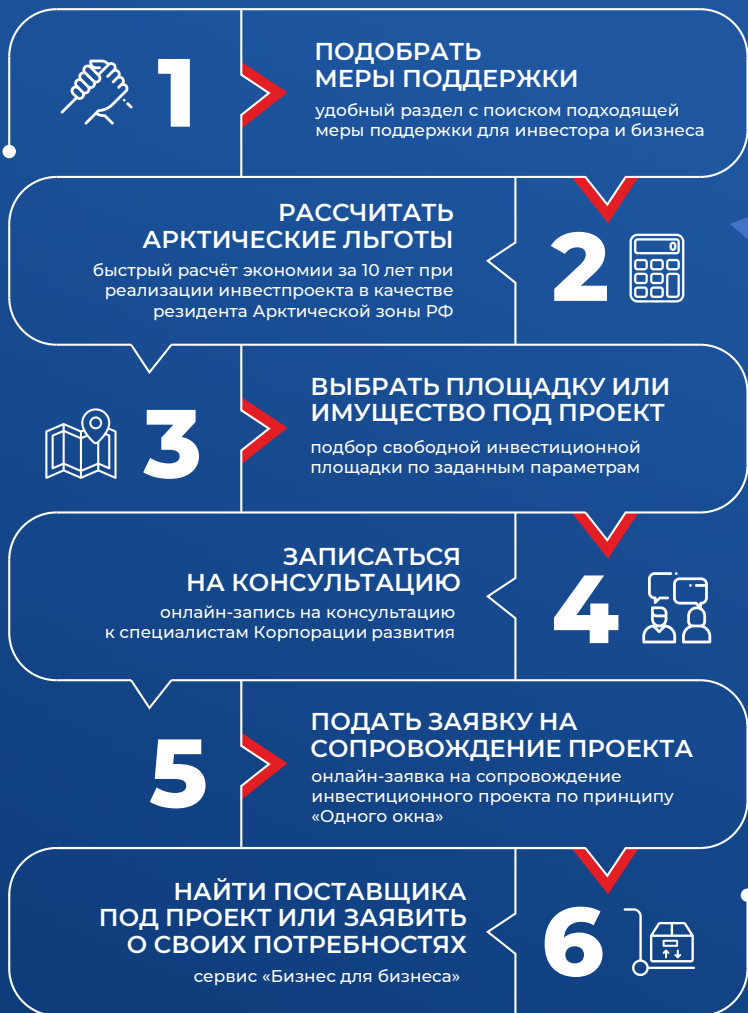 1
ПОДОБРАТЬ
МЕРЫ ПОДДЕРЖКИ
удобный раздел с поиском подходящей
меры поддержки для инвестора и бизнеса
РАССЧИТАТЬ
АРКТИЧЕСКИЕ ЛЬГОТЫ
быстрый расчёт экономии за 10 лет при
реализации инвестпроекта в качестве
резидента Арктической зоны РФ
2
0
3
ВЫБРАТЬ ПЛОЩАДКУ ИЛИ
ИМУЩЕСТВО ПОД ПРОЕКТ
подбор свободной инвестиционной
площадки по заданным параметрам
ЗАПИСАТЬСЯ
НА КОНСУЛЬТАЦИЮ
онлайн-запись на консультацию
к специалистам Корпорации развития
4
5
ПОДАТЬ ЗАЯВКУ НА
СОПРОВОЖДЕНИЕ ПРОЕКТА
онлайн-заявка на сопровождение
инвестиционного проекта по принципу
«Одного окна»
НАЙТИ ПОСТАВЩИКА
ПОД ПРОЕКТ ИЛИ ЗАЯВИТЬ
О СВОИХ ПОТРЕБНОСТЯХ
сервис «Бизнес для бизнеса»
6